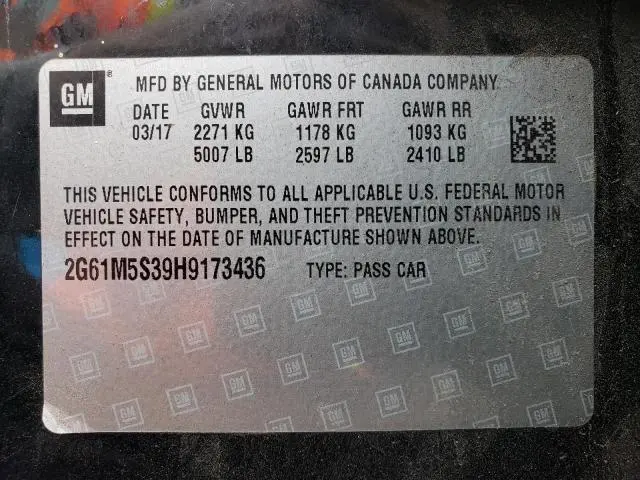 GM ®
MFD BY GENERAL MOTORS OF CANADA COMPANY
DATE GVWR GAWR FRT GAWR RR
03/17 2271 KG 1178 KG 1093 KG
5007 LB 2597 LB 2410 LB
THIS VEHICLE CONFORMS TO ALL APPLICABLE U.S. FEDERAL MOTOR
VEHICLE SAFETY, BUMPER, AND THEFT PREVENTION STANDARDS IN
EFFECT ON THE DATE OF MANUFACTURE SHOWN ABOVE.
2G61M5S39H9173436 TYPE: PASS CAR